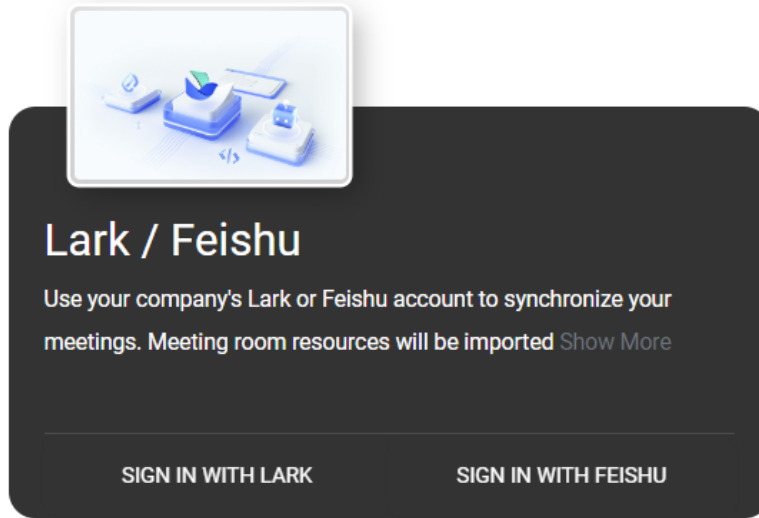 Lark / Feishu
Use your company's Lark or Feishu account to synchronize your
meetings. Meeting room resources will be imported Show More
SIGN IN WITH LARK
SIGN IN WITH FEISHU